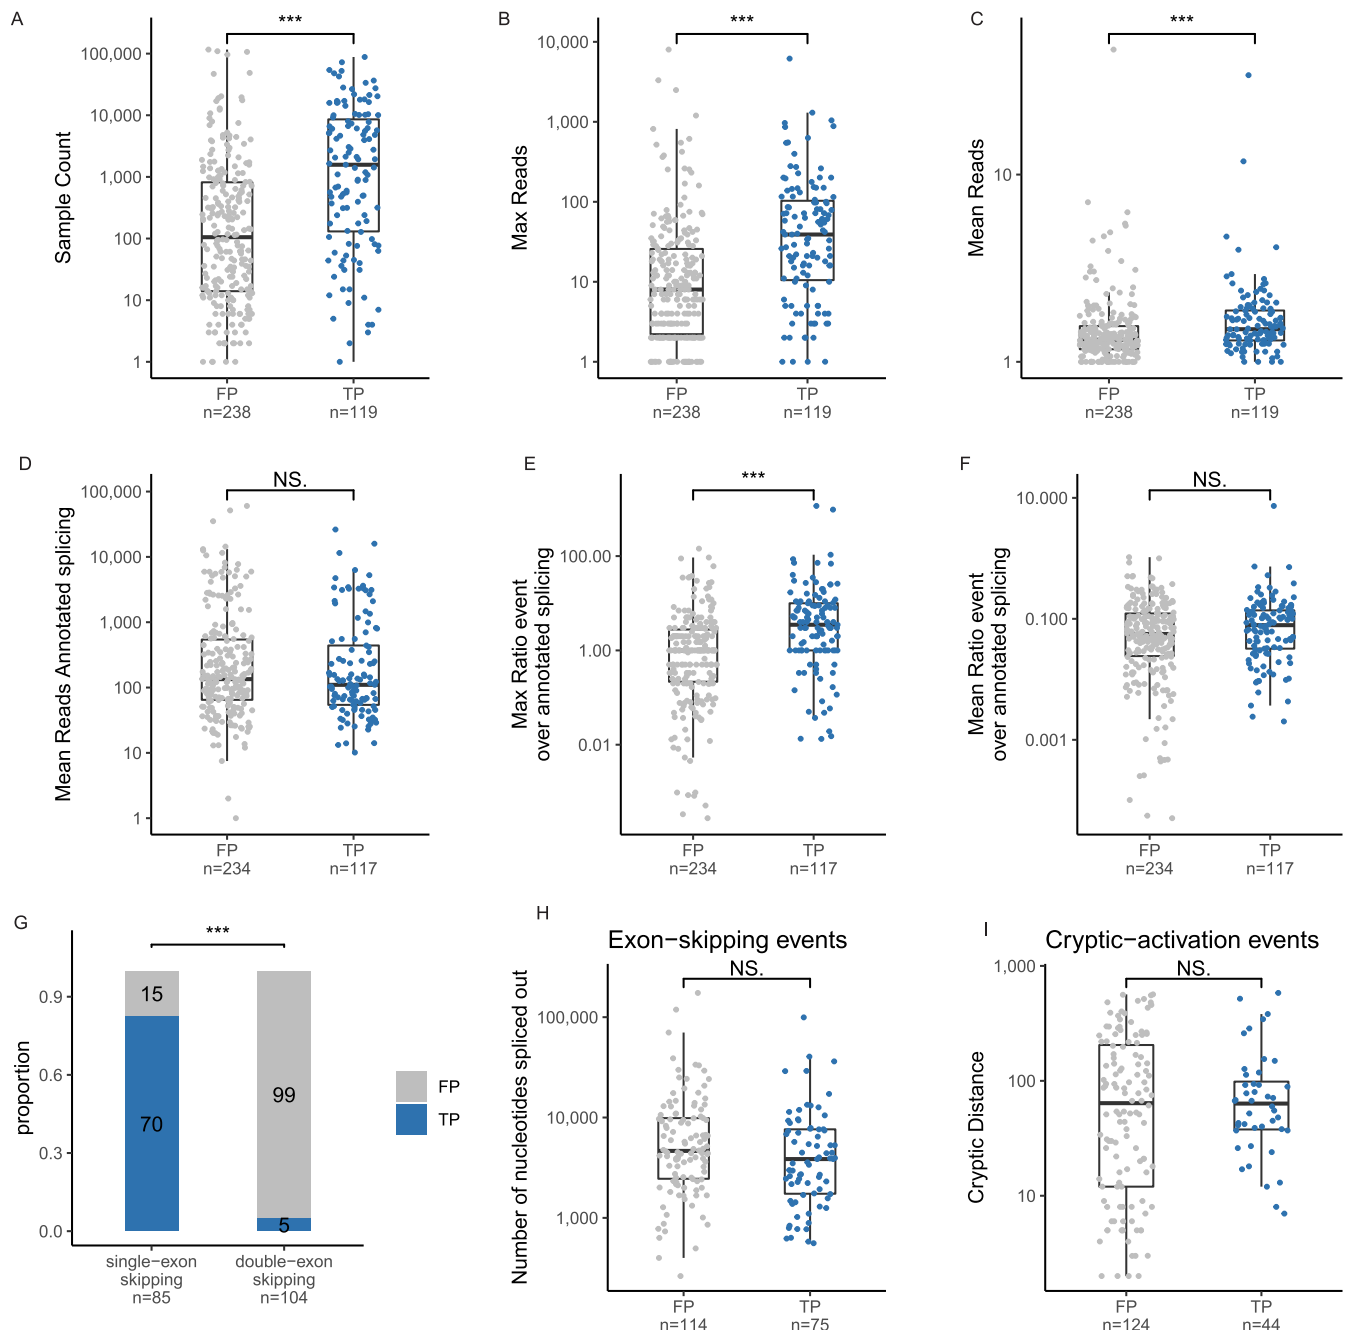 A
***
Sample Count
100,000
10,000
1,000
100
10
1
FP
n=238
TP
n=119
B
***
Max Reads
10,000
1,000
100
10
1
FP
n=238
TP
n=119
C
***
Mean Reads
10
1
FP
n=238
TP
n=119
D
NS.
Mean Reads Annotated splicing
100,000
10,000
1,000
100
10
1
FP
n=234
TP
n=117
E
***
Max Ratio event
over annotated splicing
100.00
1.00
0.01
FP
n=234
TP
n=117
F
NS.
Mean Ratio event
over annotated splicing
10.000
0.100
0.001
FP
n=234
TP
n=117
G
***
proportion
0.9
0.6
0.3
0.0
15
70
99
5
single−exon
skipping
n=85
double−exon
skipping
n=104
FP
TP
H
Exon−skipping events
NS.
Number of nucleotides spliced out
100,000
10,000
1,000
FP
n=114
TP
n=75
I
Cryptic−activation events
NS.
Cryptic Distance
1,000
100
10
FP
n=124
TP
n=44